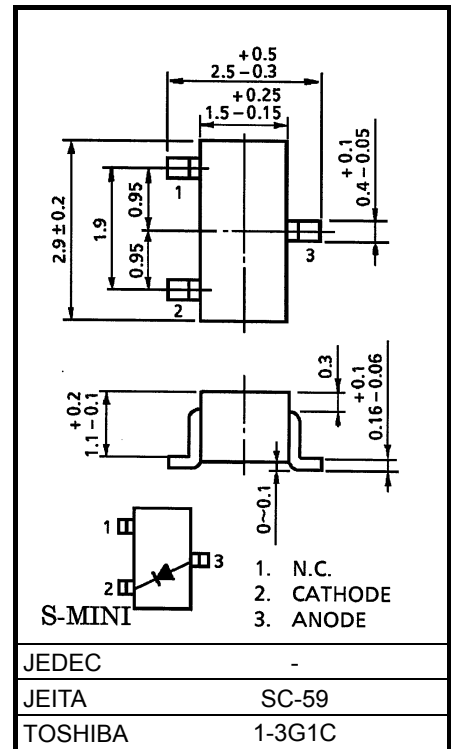 +0.5
2.5 – 0.3
+0.25
1.5 – 0.15
2.9 ± 0.2
1.9
0.95
0.95
+0.1
0.4 – 0.05
1
2
3
+0.2
1.1 – 0.1
0.3
+0.1
0.16 – 0.06
0~0.1
1
2
3
S-MINI
1. N.C.
2. CATHODE
3. ANODE
JEDEC -
JEITA SC-59
TOSHIBA 1-3G1C